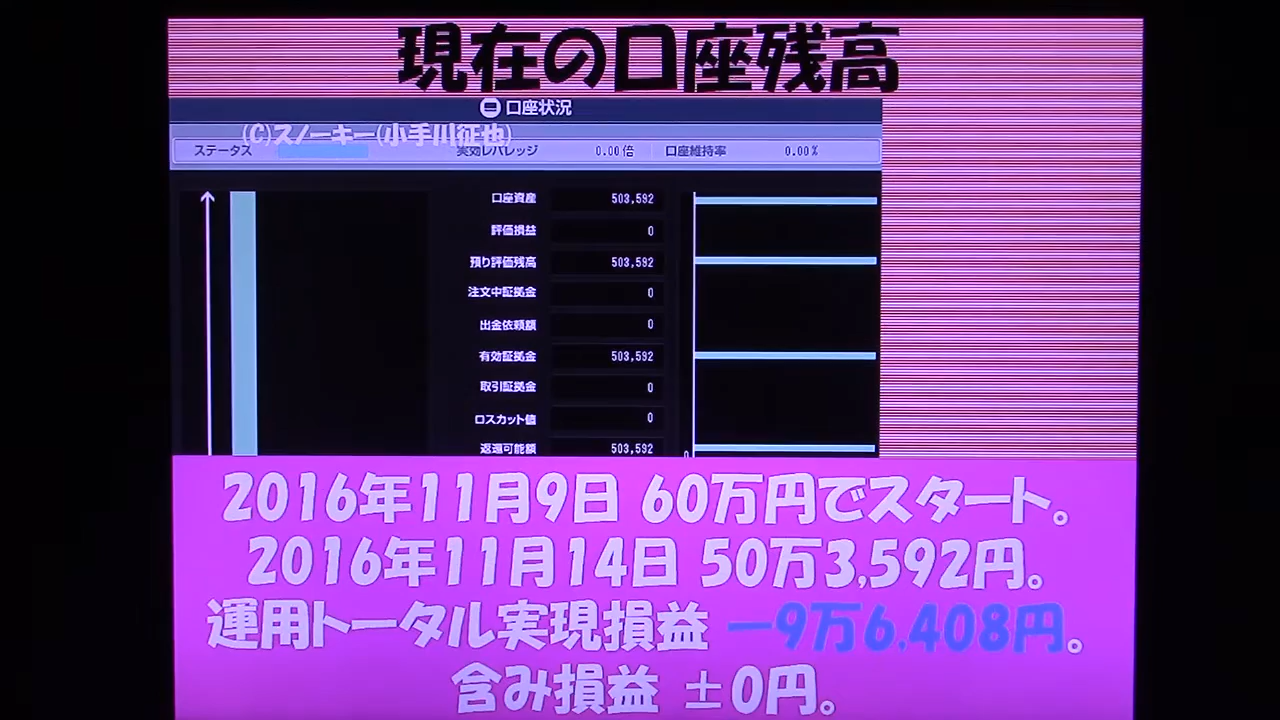 現在の口座残高
口座状況
(C)スノーキー(小手川征也)
ステータス 実効レバレッジ 0.00倍 口座維持率 0.00%
口座資産 503,592
評価損益 0
預り評価残高 503,592
注文中証拠金 0
出金依頼額 0
有効証拠金 503,592
取引証拠金 0
ロスカット値 0
返還可能額 503,592
0
2016年11月9日 60万円でスタート。
2016年11月14日 50万3,592円。
運用トータル実現損益 −9万6,408円。
含み損益 ±0円。